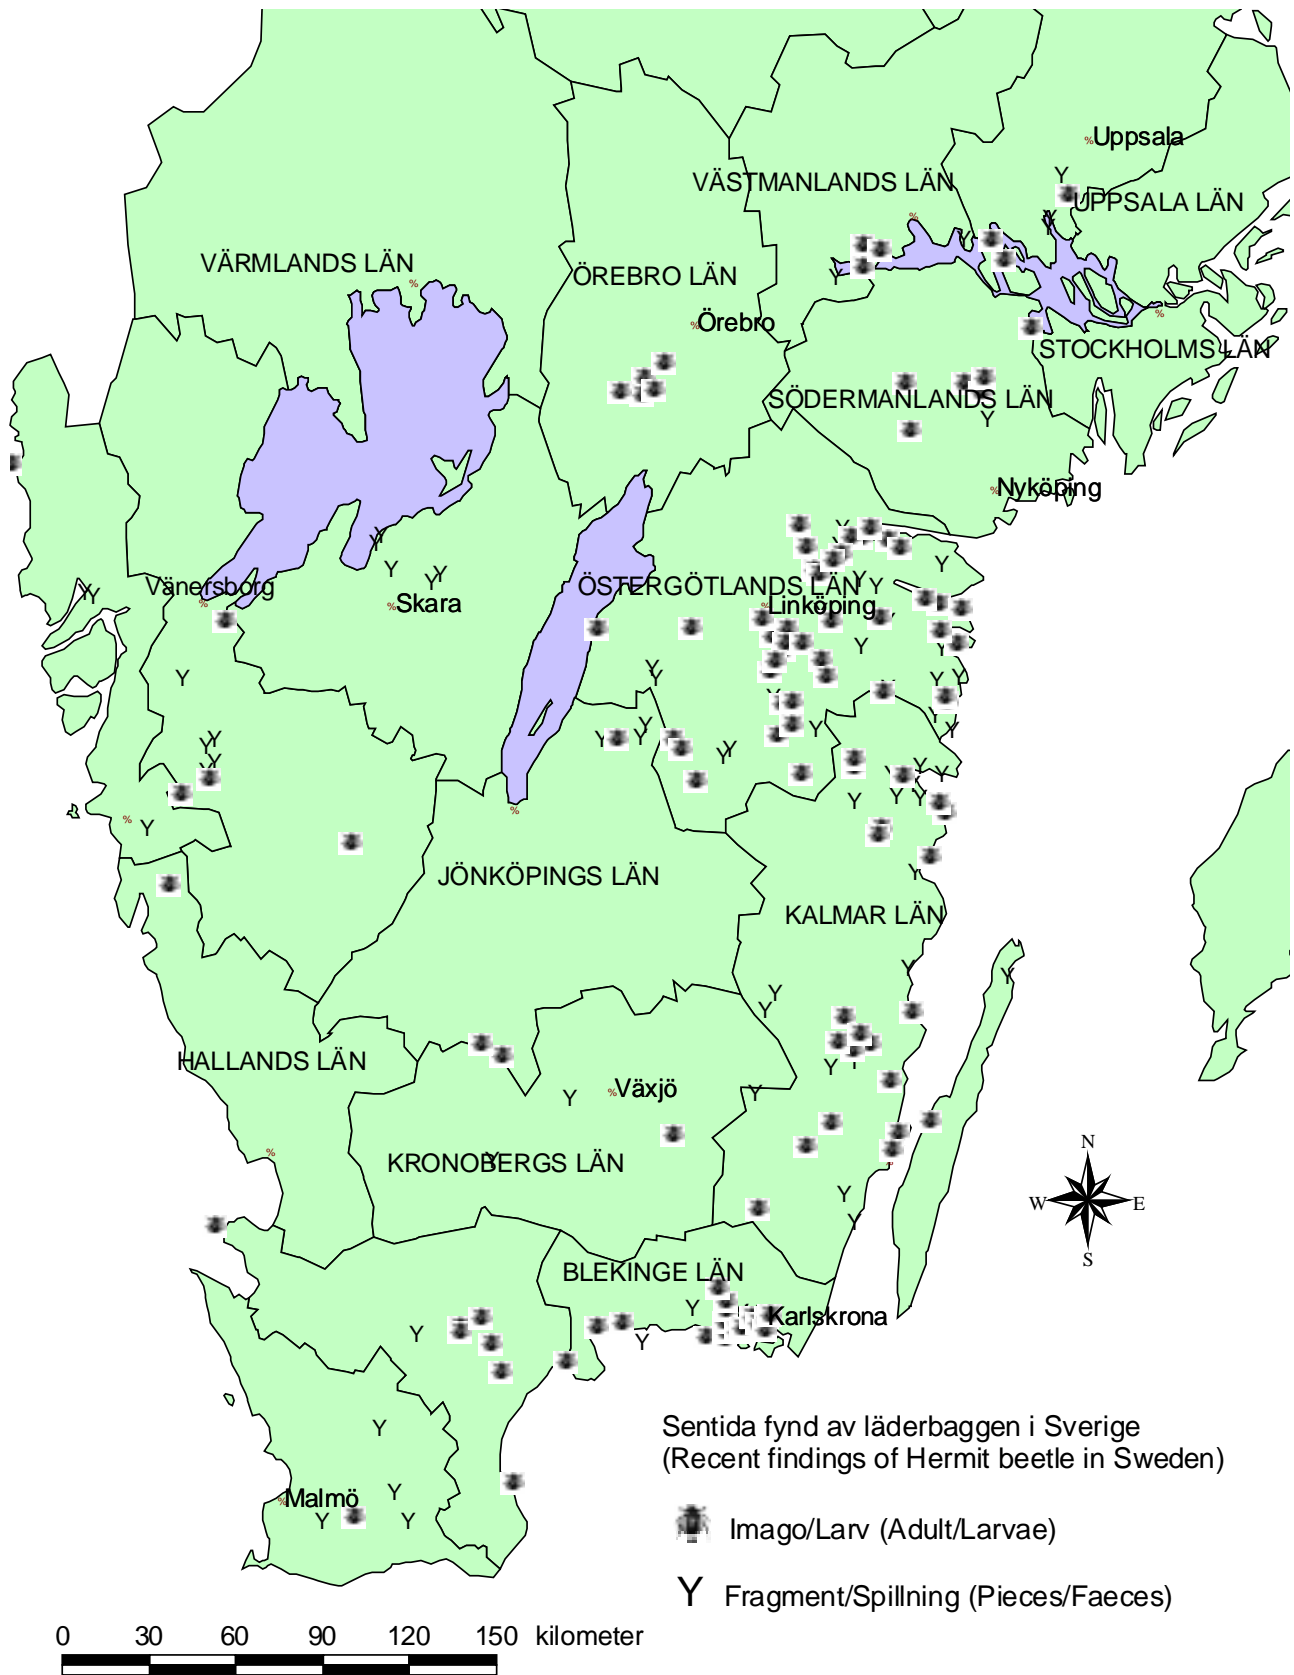 Uppsala
VÄSTMANLANDS LÄN
UPPSALA LÄN
VÄRMLANDS LÄN
ÖREBRO LÄN
Örebro
STOCKHOLMS LÄN
SÖDERMANLANDS LÄN
Nyköping
Vänersborg
ÖSTERGÖTLANDS LÄN
Skara
Linköping
JÖNKÖPINGS LÄN
KALMAR LÄN
HALLANDS LÄN
Växjö
KRONOBERGS LÄN
N
W
E
S
BLEKINGE LÄN
Karlskrona
Sentida fynd av läderbaggen i Sverige
(Recent findings of Hermit beetle in Sweden)
Malmö
Imago/Larv (Adult/Larvae)
Y Fragment/Spillning (Pieces/Faeces)
0 30 60 90 120 150 kilometer